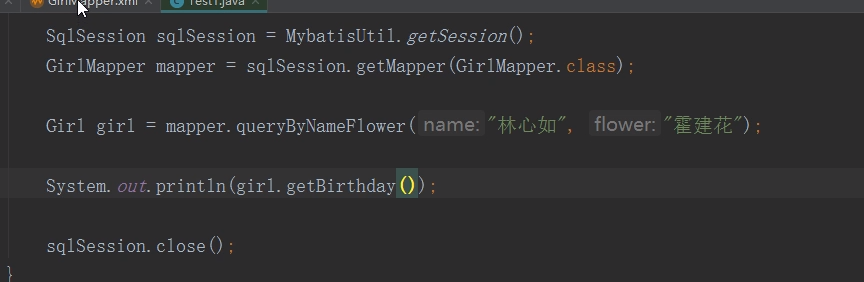 GirlMapper.xml Test1.java
SqlSession sqlSession = MybatisUtil.getSession();
GirlMapper mapper = sqlSession.getMapper(GirlMapper.class);
Girl girl = mapper.queryByNameFlower( name: "林心如", flower: "霍建花");
System.out.println(girl.getBirthday());
sqlSession.close();
}